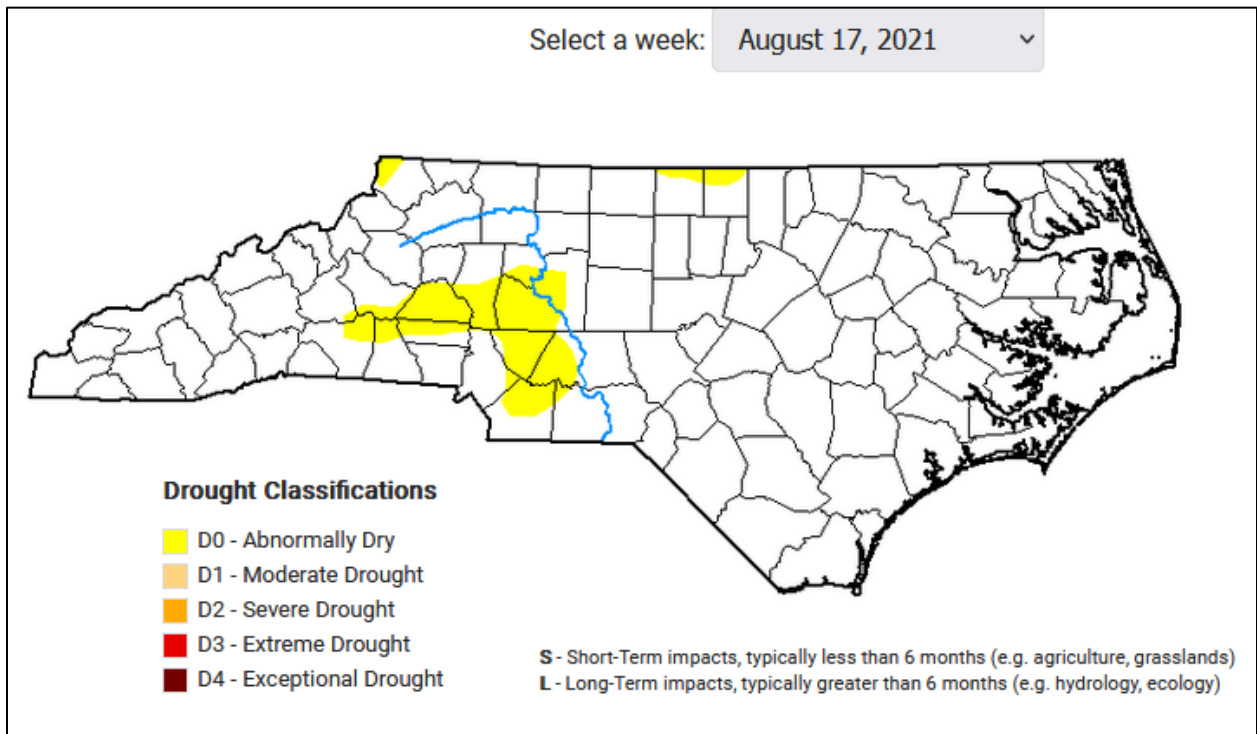 Select a week: August 17, 2021
Drought Classifications
D0 - Abnormally Dry
D1 - Moderate Drought
D2 - Severe Drought
D3 - Extreme Drought
D4 - Exceptional Drought
S - Short-Term impacts, typically less than 6 months (e.g. agriculture, grasslands)
L - Long-Term impacts, typically greater than 6 months (e.g. hydrology, ecology)